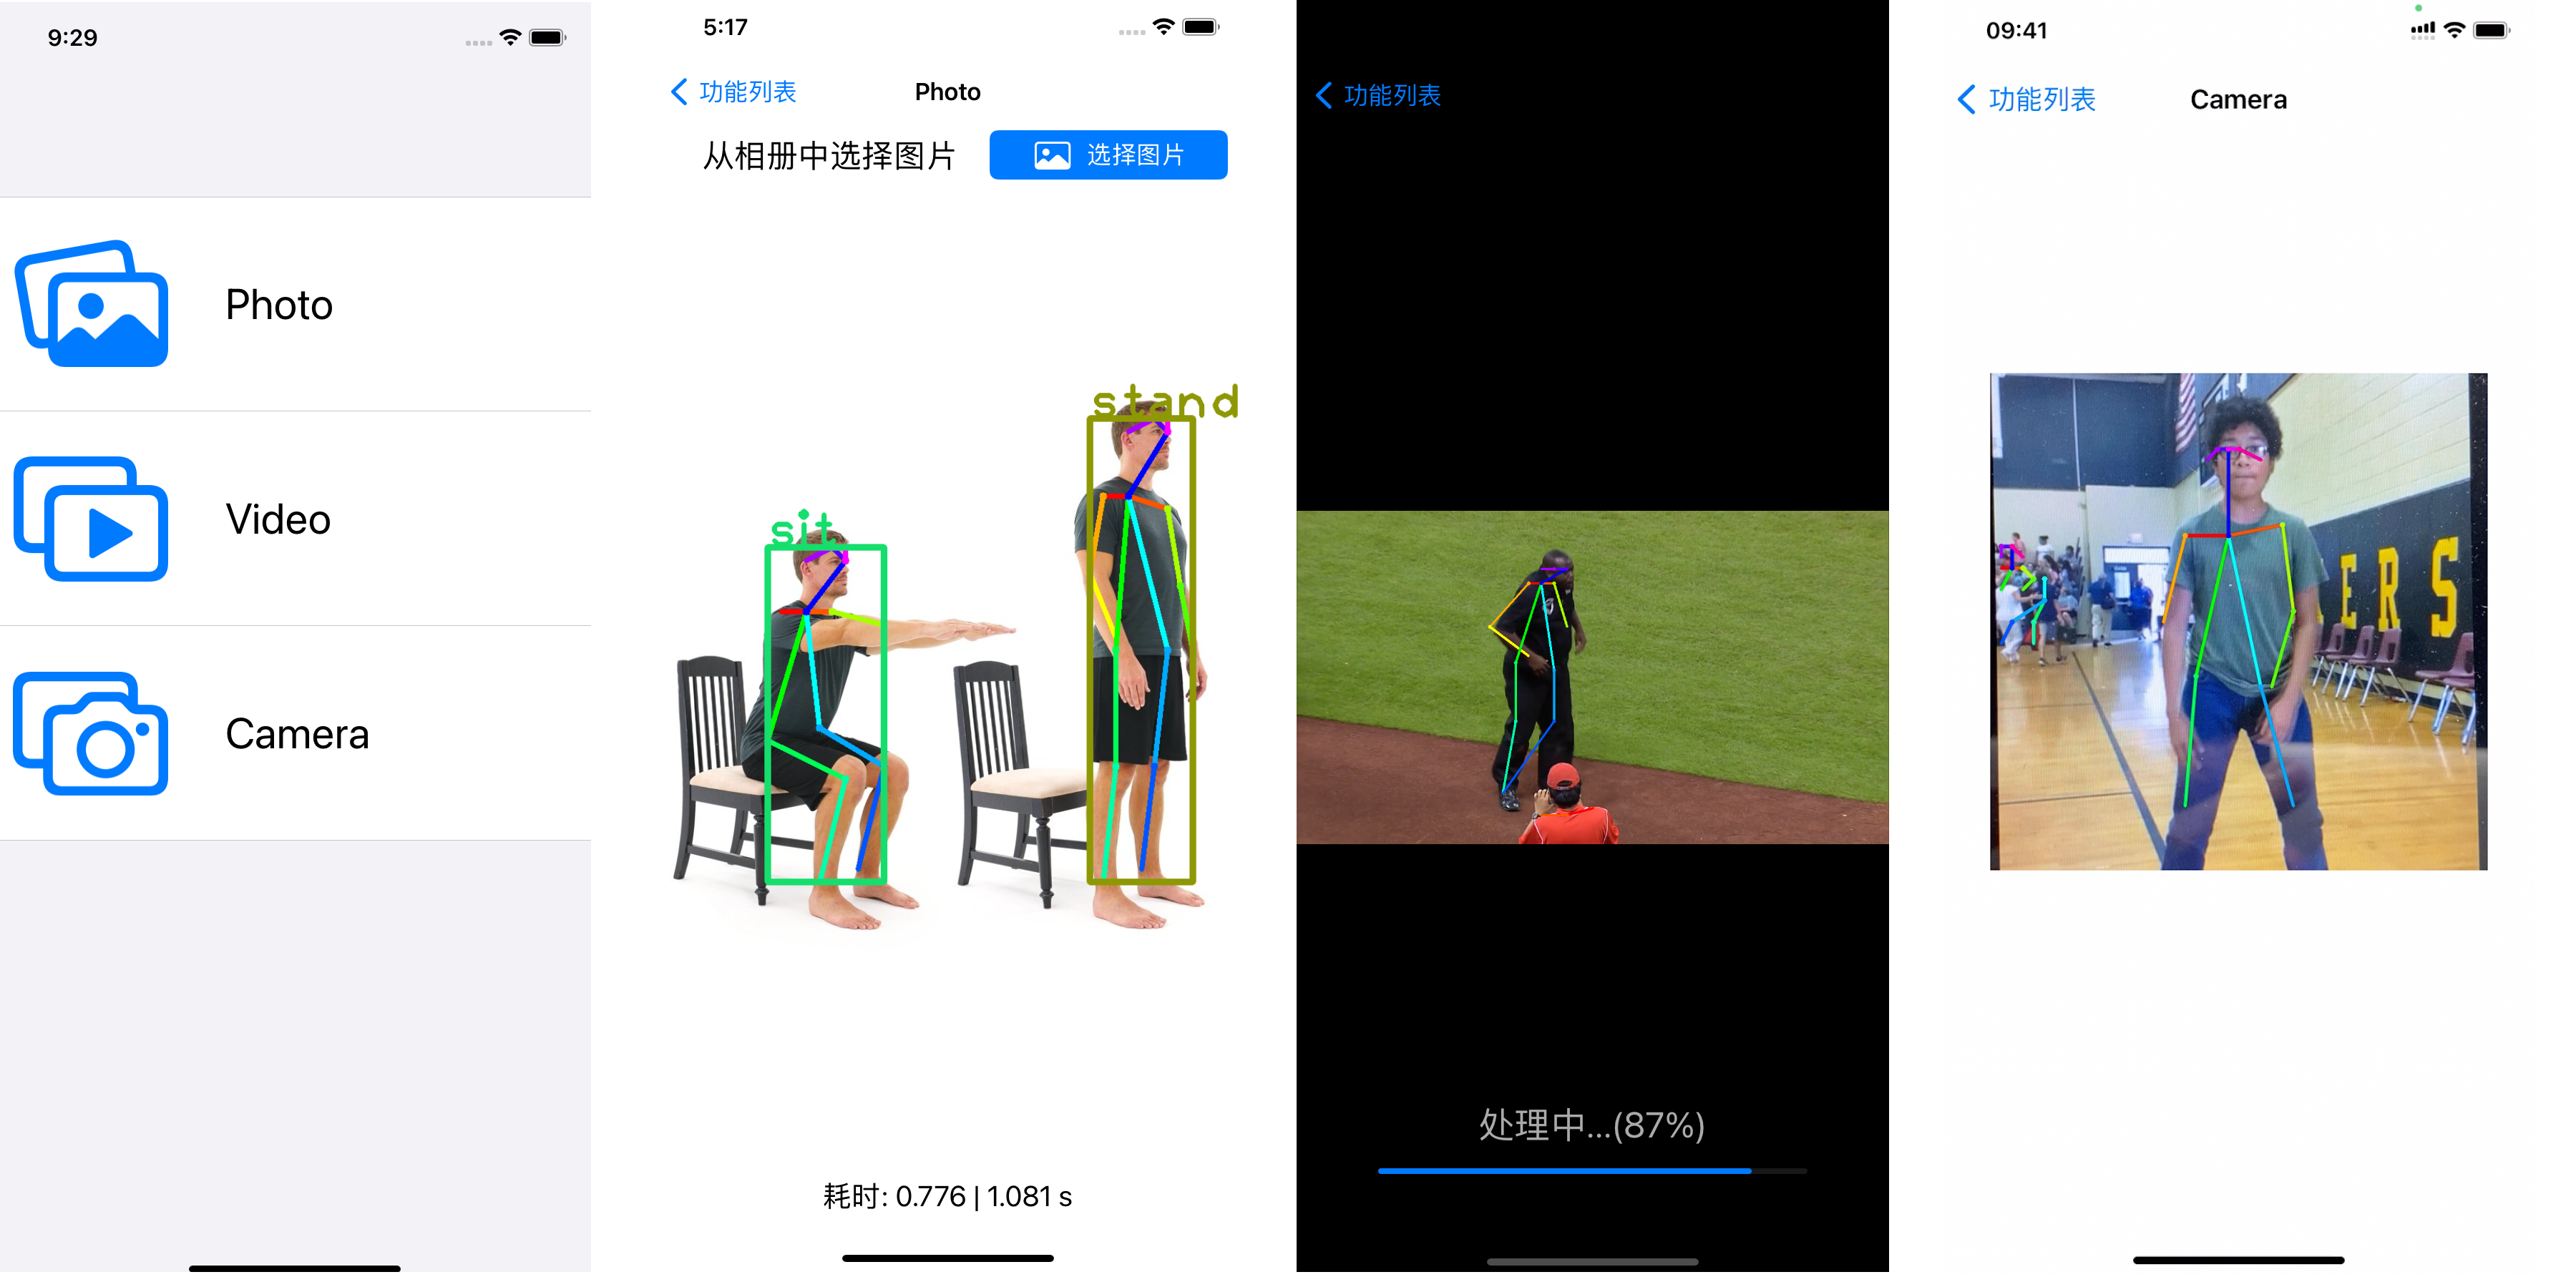 9:29
Photo
Video
Camera
5:17
功能列表
Photo
从相册中选择图片
选择图片
stand
sit
耗时: 0.776 | 1.081 s
功能列表
处理中...(87%)
09:41
功能列表
Camera
ERS